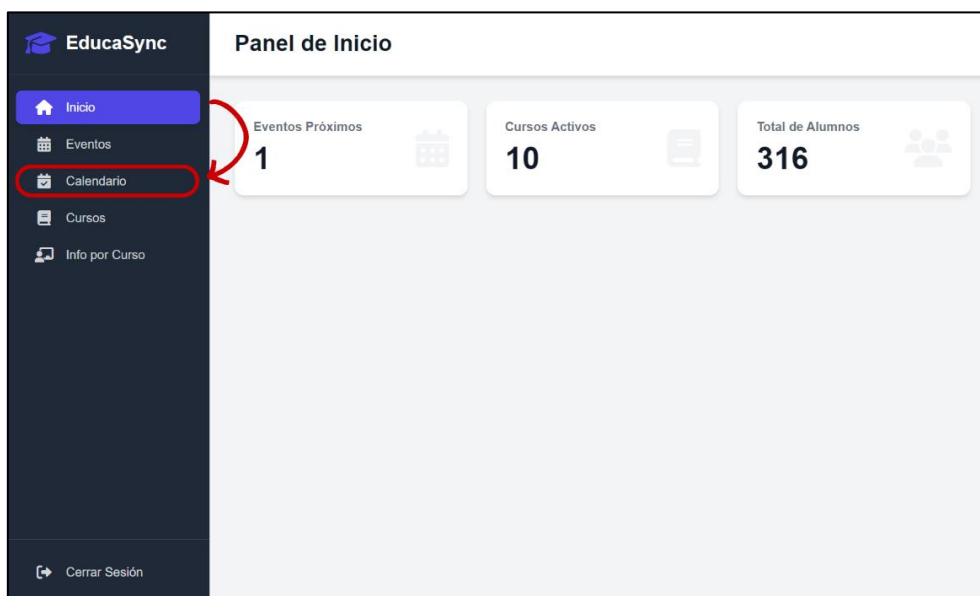 EducaSync
Panel de Inicio
Inicio
Eventos
Calendario
Cursos
Info por Curso
Cerrar Sesión
Eventos Próximos
1
Cursos Activos
10
Total de Alumnos
316